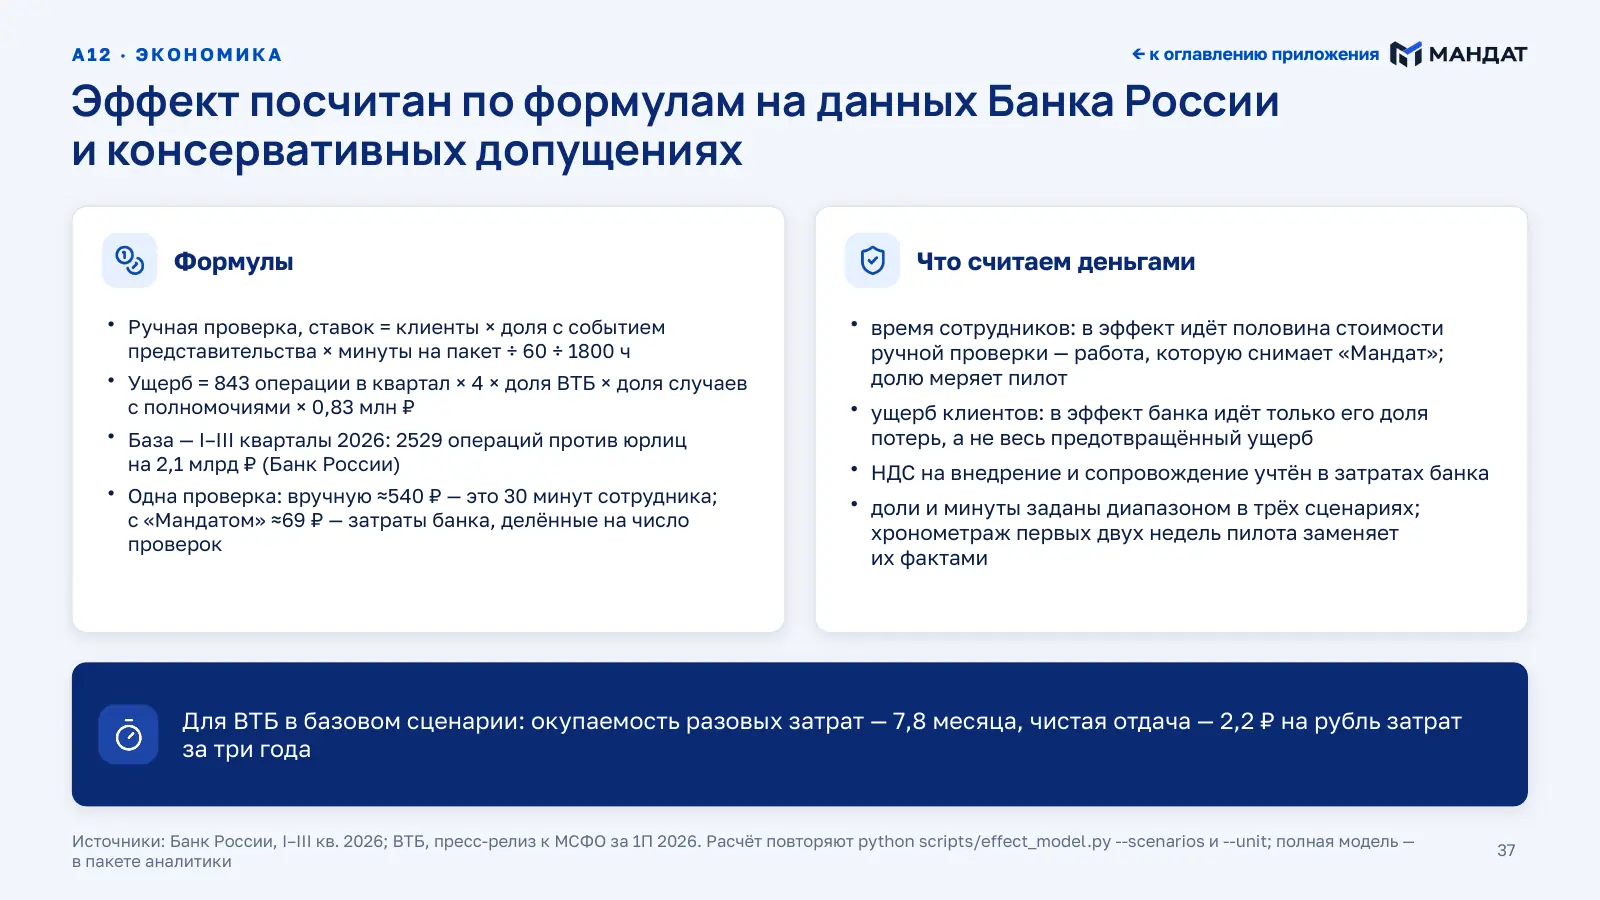 A12 · ЭКОНОМИКА
← к оглавлению приложения
МАНДАТ
Эффект посчитан по формулам на данных Банка России
и консервативных допущениях
Формулы
• Ручная проверка, ставок = клиенты × доля с событием
представительства × минуты на пакет ÷ 60 ÷ 1800 ч
• Ущерб = 843 операции в квартал × 4 × доля ВТБ × доля случаев
с полномочиями × 0,83 млн ₽
• База — I–III кварталы 2026: 2529 операций против юрлиц
на 2,1 млрд ₽ (Банк России)
• Одна проверка: вручную ≈540 ₽ — это 30 минут сотрудника;
с «Мандатом» ≈69 ₽ — затраты банка, делённые на число
проверок
Что считаем деньгами
• время сотрудников: в эффект идёт половина стоимости
ручной проверки — работа, которую снимает «Мандат»;
долю меряет пилот
• ущерб клиентов: в эффект банка идёт только его доля
потерь, а не весь предотвращённый ущерб
• НДС на внедрение и сопровождение учтён в затратах банка
• доли и минуты заданы диапазоном в трёх сценариях;
хронометраж первых двух недель пилота заменяет
их фактами
Для ВТБ в базовом сценарии: окупаемость разовых затрат — 7,8 месяца, чистая отдача — 2,2 ₽ на рубль затрат
за три года
Источники: Банк России, I–III кв. 2026; ВТБ, пресс-релиз к МСФО за 1П 2026. Расчёт повторяют python scripts/effect_model.py --scenarios и --unit; полная модель —
в пакете аналитики
37